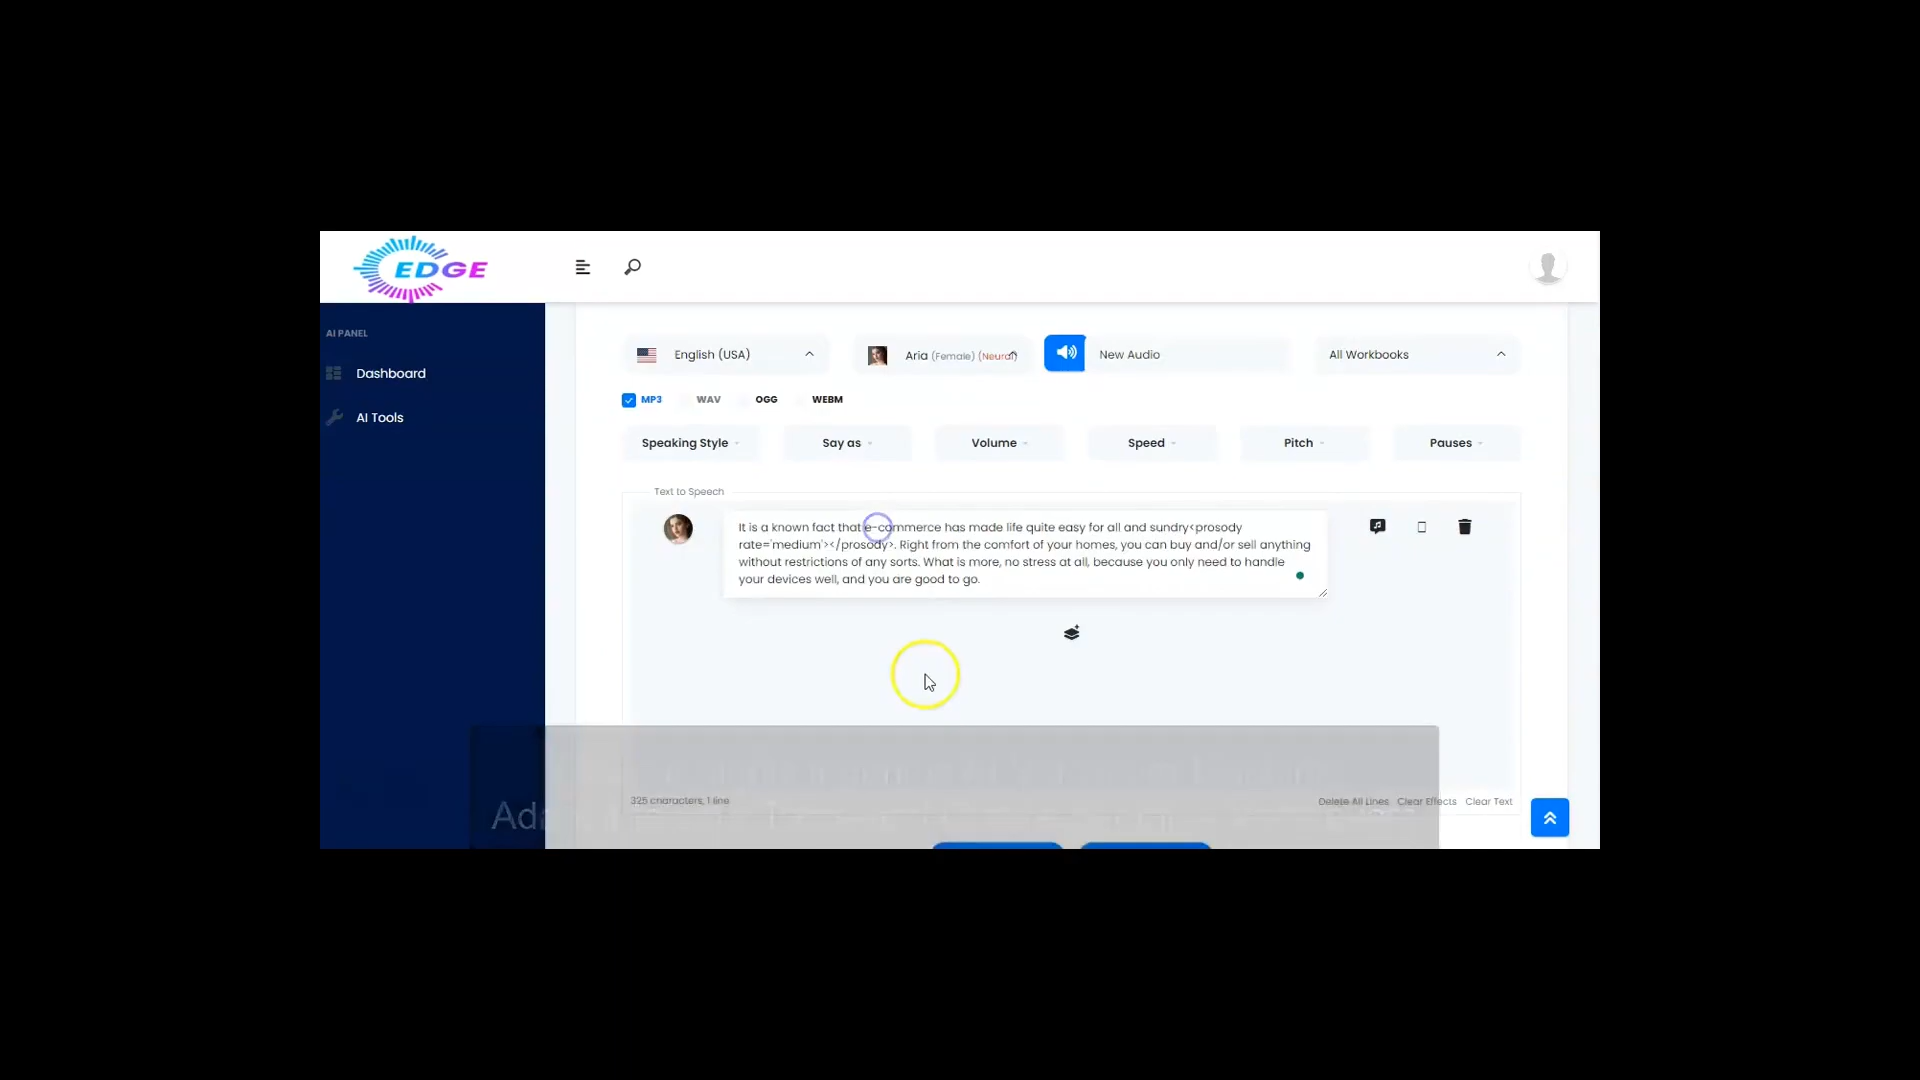 EDGE
AI PANEL
Dashboard
AI Tools
English (USA)
Aria (Female) (Neural)
New Audio
All Workbooks
MP3
WAV
OGG
WEBM
Speaking Style
Say as
Volume
Speed
Pitch
Pauses
Text to Speech
It is a known fact that e-commerce has made life quite easy for all and sundry<prosody
rate='medium'></prosody>. Right from the comfort of your homes, you can buy and/or sell anything
without restrictions of any sorts. What is more, no stress at all, because you only need to handle
your devices well, and you are good to go.
325 characters, 1 line
Delete All Lines
Clear Effects
Clear Text